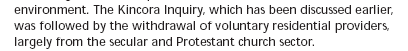 environment. The Kincora Inquiry, which has been discussed earlier,
was followed by the withdrawal of voluntary residential providers,
largely from the secular and Protestant church sector.